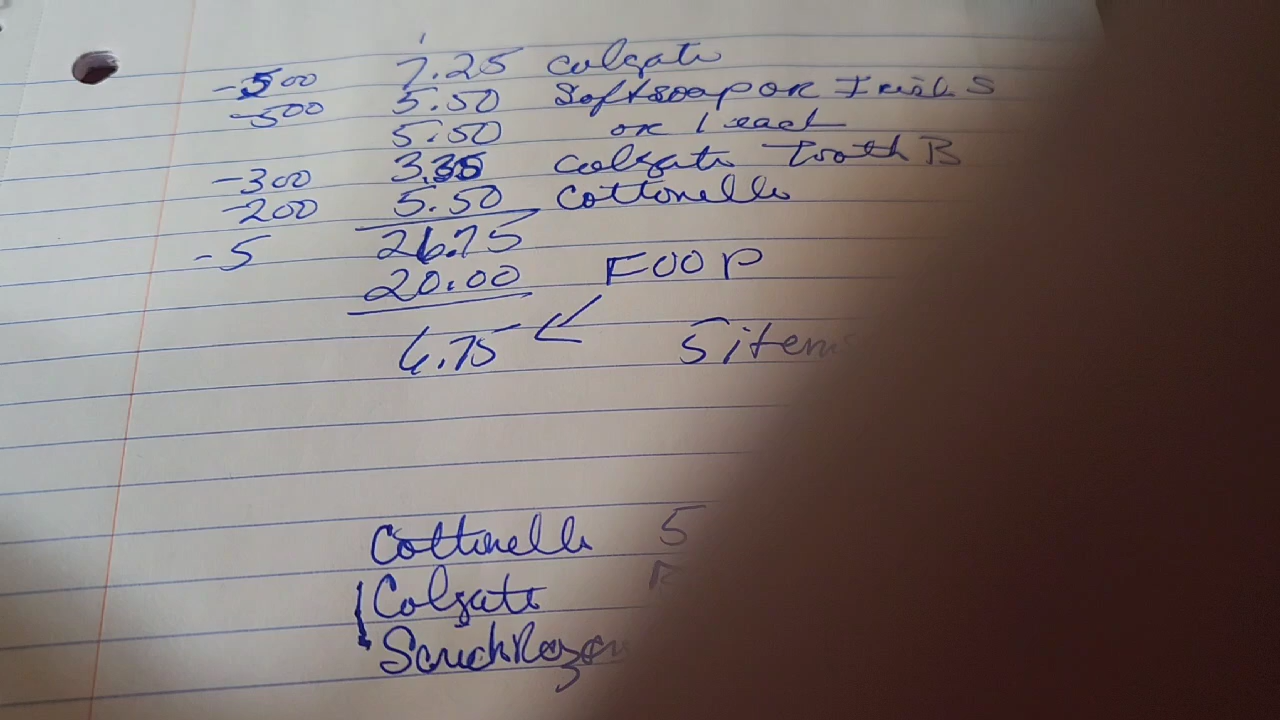 -500 7.25 Colgate
-500 5.50 Softsoap or Irish S
5.50 or 1 each
-300 3.35 Colgate Tooth B
-200 5.50 Cottonelle
-5 26.75
20.00 FOOP
6.75 5 item
Cottonelle 5
Colgate